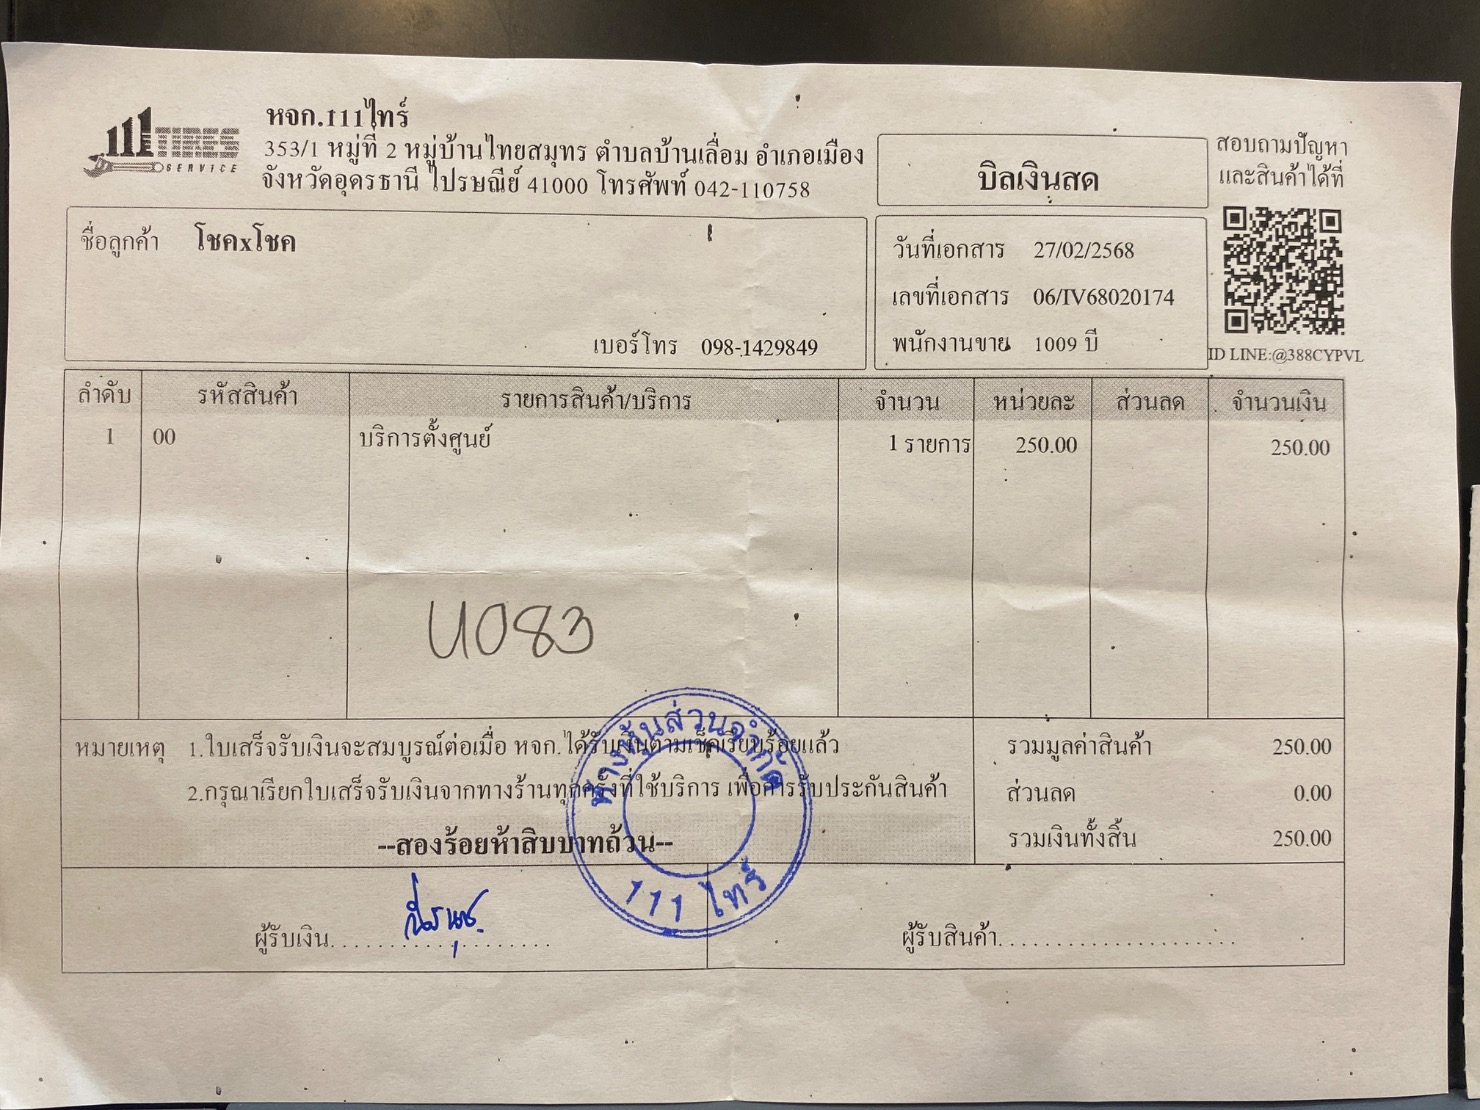 111 TIRES
SERVICE
หจก.111ไทร์
353/1 หมู่ที่ 2 หมู่บ้านไทยสมุทร ตำบลบ้านเลื่อม อำเภอเมือง
จังหวัดอุดรธานี ไปรษณีย์ 41000 โทรศัพท์ 042-110758
บิลเงินสด
สอบถามปัญหา
และสินค้าได้ที่
ID LINE:@388CYPVL
ชื่อลูกค้า โชคxโชค
เบอร์โทร 098-1429849
วันที่เอกสาร 27/02/2568
เลขที่เอกสาร 06/IV68020174
พนักงานขาย 1009 บี
ลำดับ รหัสสินค้า รายการสินค้า/บริการ จำนวน หน่วยละ ส่วนลด จำนวนเงิน
1 00 บริการตั้งศูนย์ 1 รายการ 250.00 250.00
U083
หมายเหตุ 1.ใบเสร็จรับเงินจะสมบูรณ์ต่อเมื่อ หจก.ได้รับเงินตามเช็คเรียบร้อยแล้ว
2.กรุณาเรียกใบเสร็จรับเงินจากทางร้านทุกครั้งที่ใช้บริการ เพื่อการรับประกันสินค้า
--สองร้อยห้าสิบบาทถ้วน--
รวมมูลค่าสินค้า 250.00
ส่วนลด 0.00
รวมเงินทั้งสิ้น 250.00
ห้างหุ้นส่วนจำกัด
111 ไทร์
ผู้รับเงิน......................
ผู้รับสินค้า......................